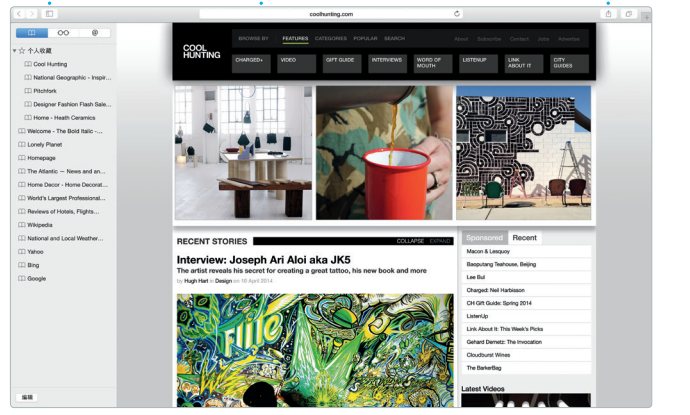 coolhunting.com
个人收藏
Cool Hunting
National Geographic - Inspir...
Pitchfork
Designer Fashion Flash Sale...
Home - Heath Ceramics
Welcome - The Bold Italic -...
Lonely Planet
Homepage
The Atlantic — News and an...
Home Decor - Home Decorat...
World's Largest Professional...
Reviews of Hotels, Flights...
Wikipedia
National and Local Weather...
Yahoo
Bing
Google
编辑
COOL
HUNTING
BROWSE BY FEATURES CATEGORIES POPULAR SEARCH
About Subscribe Contact Jobs Advertise
CHARGED+
VIDEO
GIFT GUIDE
INTERVIEWS
WORD OF
MOUTH
LISTENUP
LINK
ABOUT IT
CITY
GUIDES
RECENT STORIES
COLLAPSE EXPAND
Interview: Joseph Ari Aloi aka JK5
The artist reveals his secret for creating a great tattoo, his new book and more
by Hugh Hart in Design on 10 April 2014
Flite
Sponsored Recent
Macon & Lesquoy
Baoputang Teahouse, Beijing
Lee Bul
Charged: Neil Harbisson
CH Gift Guide: Spring 2014
ListenUp
Link About It: This Week's Picks
Gehard Demetz: The Invocation
Cloudburst Wines
The BarkerBag
Latest Videos